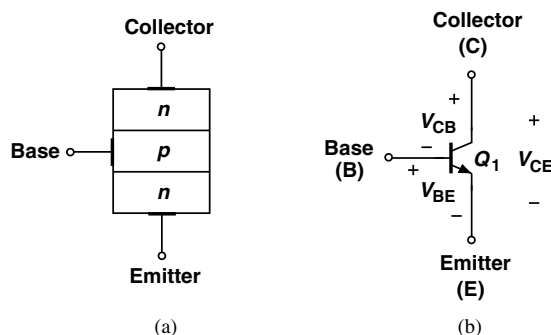 Collector
n
Base
p
n
Emitter
(a)
Collector
(C)
+
V_CB
−
Base
(B)
+
V_BE
−
Q_1
+
V_CE
−
Emitter
(E)
(b)